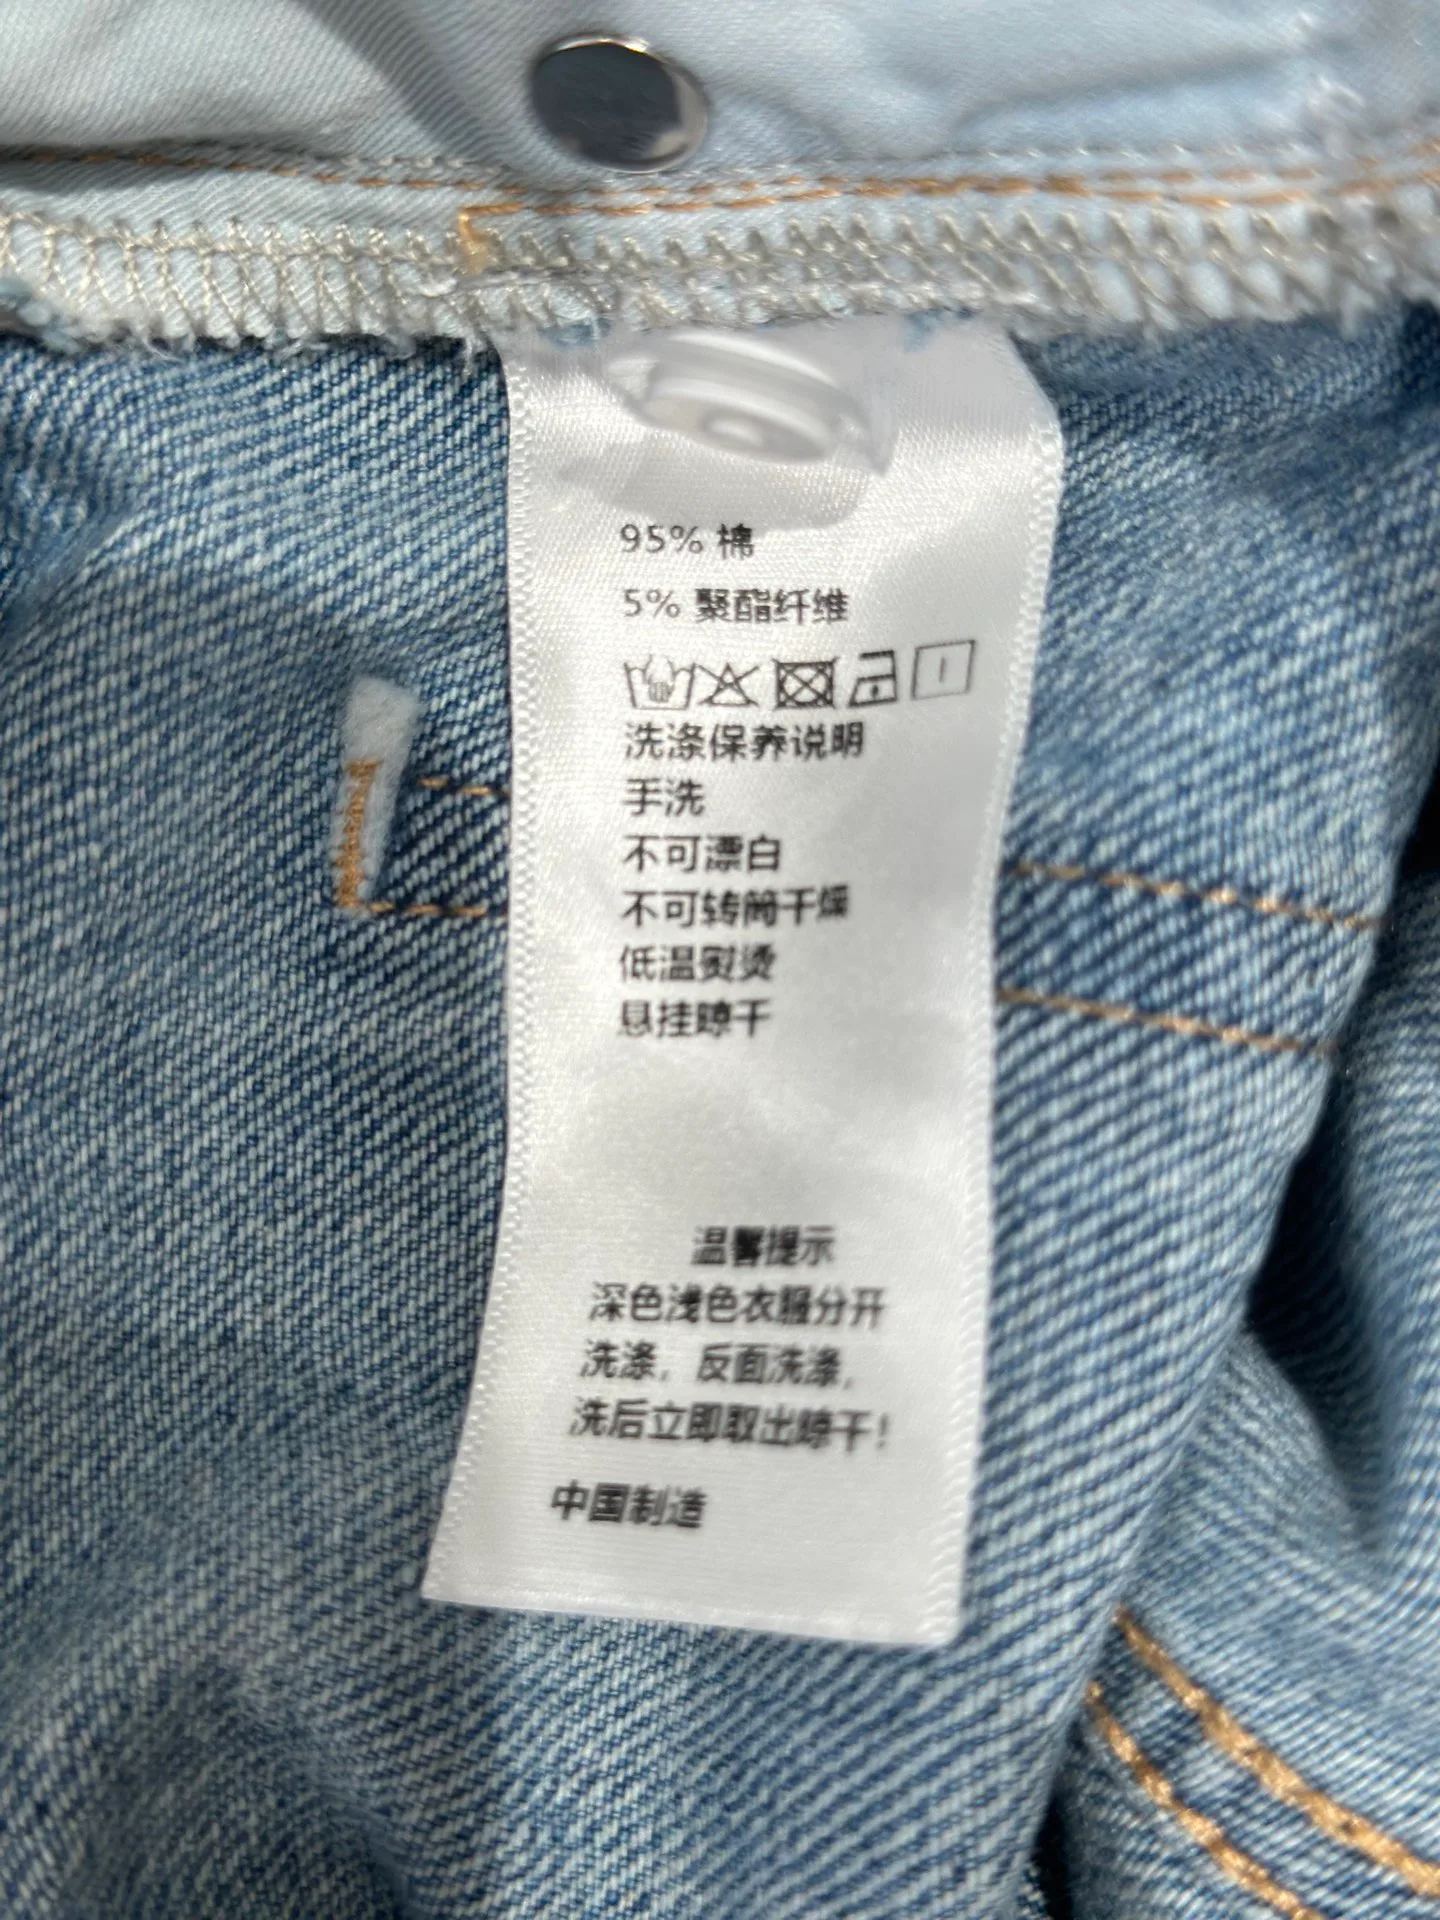 95% 棉
5% 聚酯纤维
洗涤保养说明
手洗
不可漂白
不可转筒干燥
低温熨烫
悬挂晾干
温馨提示
深色浅色衣服分开
洗涤，反面洗涤，
洗后立即取出晾干！
中国制造